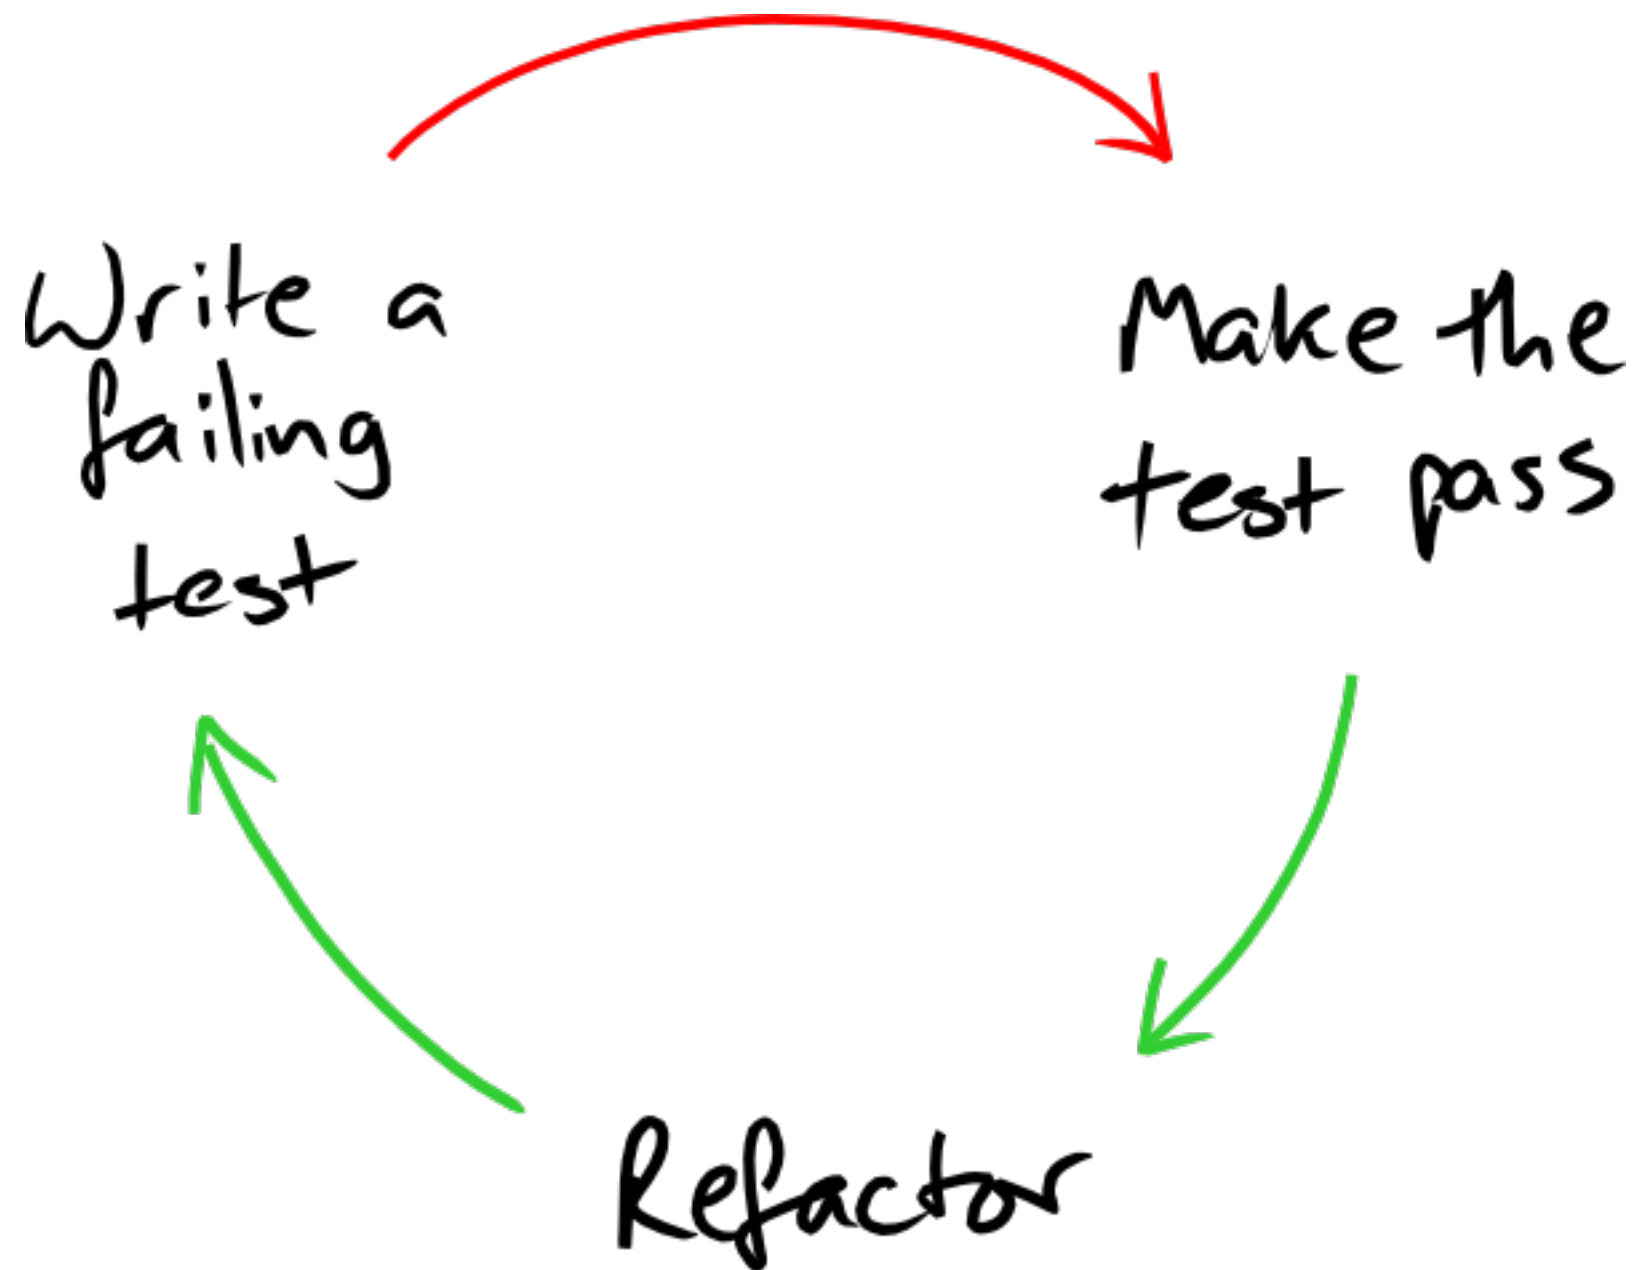 Write a
failing
test
Make the
test pass
Refactor